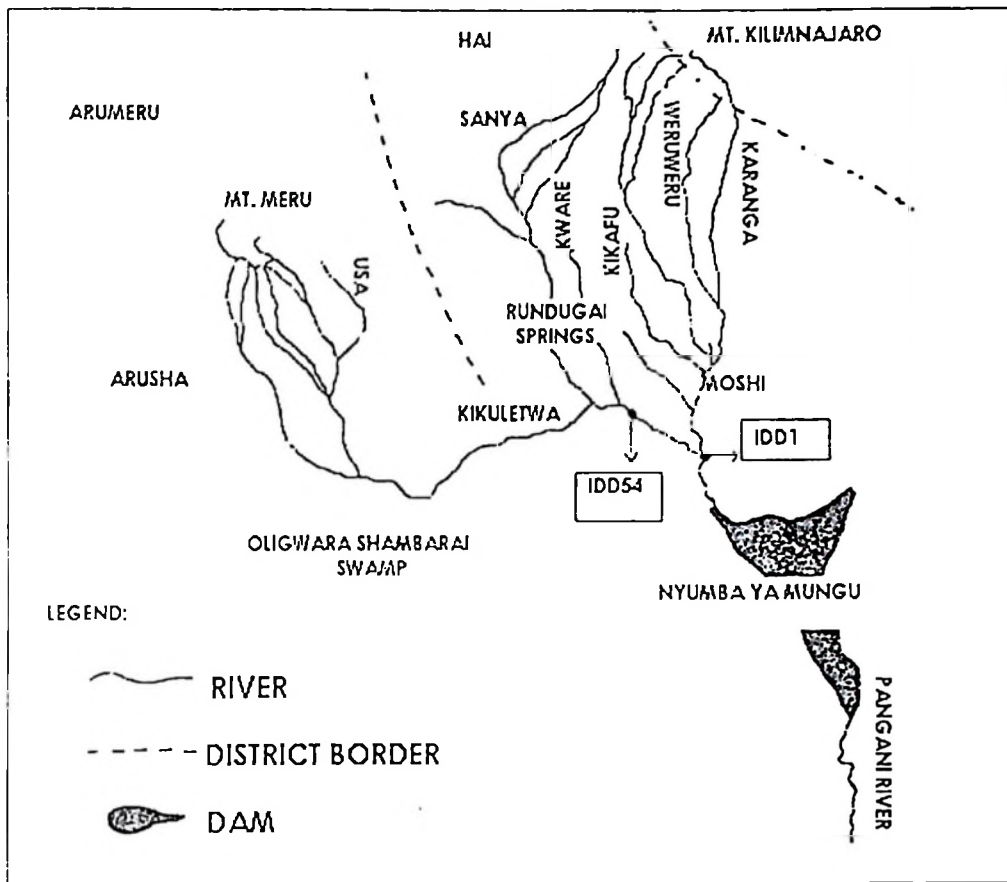 HAI
MT. KILIMNAJARO
ARUMERU
SANYA
WERUWERU
KARANGA
MT. MERU
USA
KWARE
KIKAFU
RUNDUGAI
SPRINGS
ARUSHA
MOSHI
KIKULETWA
IDD1
IDD54
OLIGWARA SHAMBARAI
SWAMP
NYUMBA YA MUNGU
LEGEND:
RIVER
DISTRICT BORDER
DAM
PANGANI RIVER